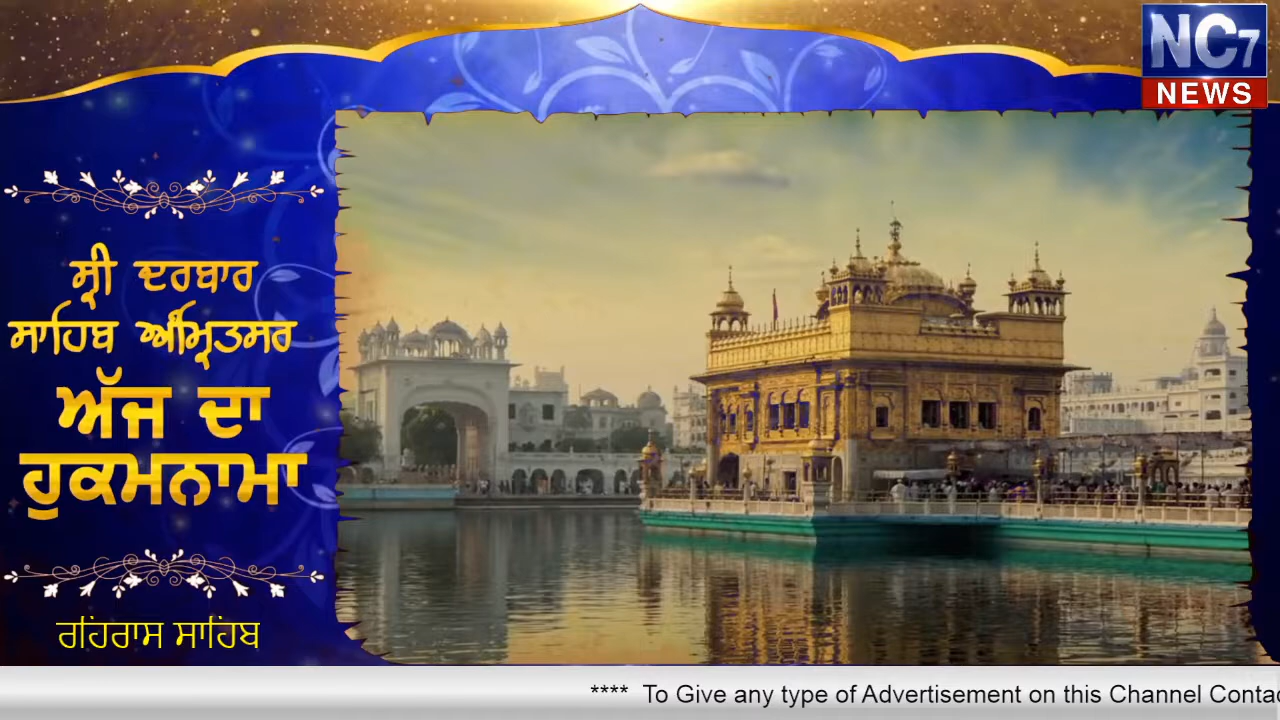 NC7
NEWS
ਸ੍ਰੀ ਦਰਬਾਰ
ਸਾਹਿਬ ਅੰਮ੍ਰਿਤਸਰ
ਅੱਜ ਦਾ
ਹੁਕਮਨਾਮਾ
ਰਹਿਰਾਸ ਸਾਹਿਬ
**** To Give any type of Advertisement on this Channel Contac